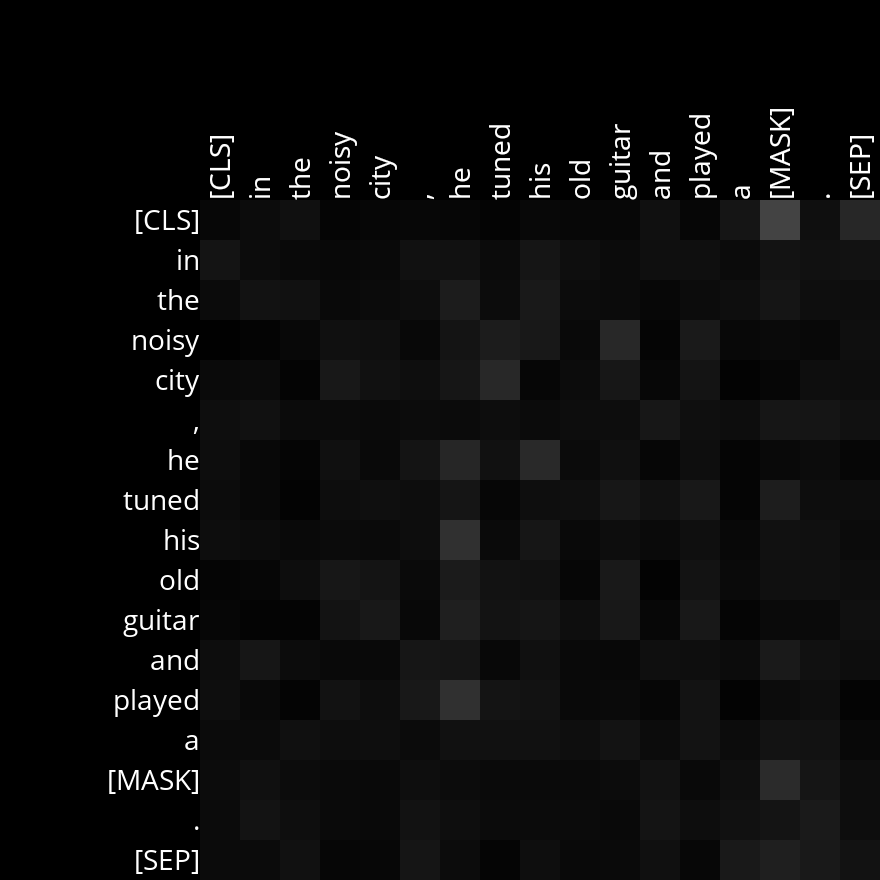 [CLS] in the noisy city , he tuned his old guitar and played a [MASK] . [SEP]
[CLS]
in
the
noisy
city
,
he
tuned
his
old
guitar
and
played
a
[MASK]
.
[SEP]